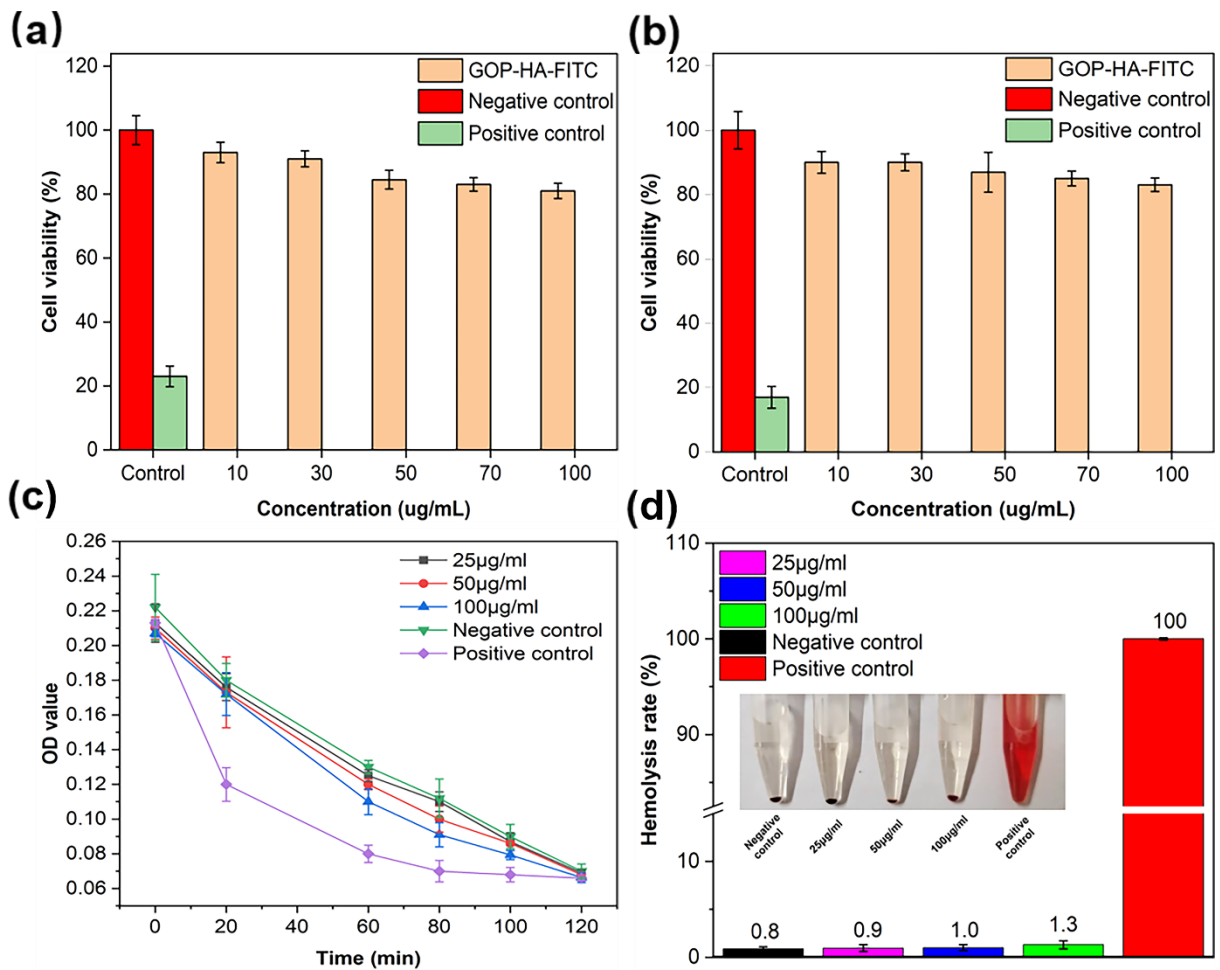 (a)
120
100
80
60
40
20
0
Cell viability (%)
GOP-HA-FITC
Negative control
Positive control
Control 10 30 50 70 100
Concentration (ug/mL)
(b)
120
100
80
60
40
20
0
Cell viability (%)
GOP-HA-FITC
Negative control
Positive control
Control 10 30 50 70 100
Concentration (ug/mL)
(c)
0.26
0.24
0.22
0.20
0.18
0.16
0.14
0.12
0.10
0.08
0.06
OD value
25μg/ml
50μg/ml
100μg/ml
Negative control
Positive control
0 20 40 60 80 100 120
Time (min)
(d)
110
100
90
10
0
Hemolysis rate (%)
25μg/ml
50μg/ml
100μg/ml
Negative control
Positive control
100
Negative control
25μg/ml
50μg/ml
100μg/ml
Positive control
0.8 0.9 1.0 1.3